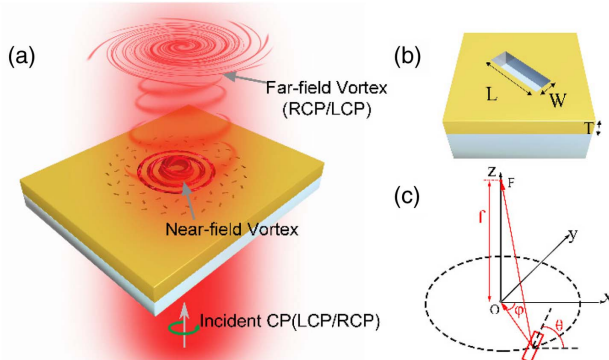 (a)
Far-field Vortex
(RCP/LCP)
Near-field Vortex
Incident CP(LCP/RCP)
(b)
L
W
T
(c)
z
F
f
y
O
φ
x
θ